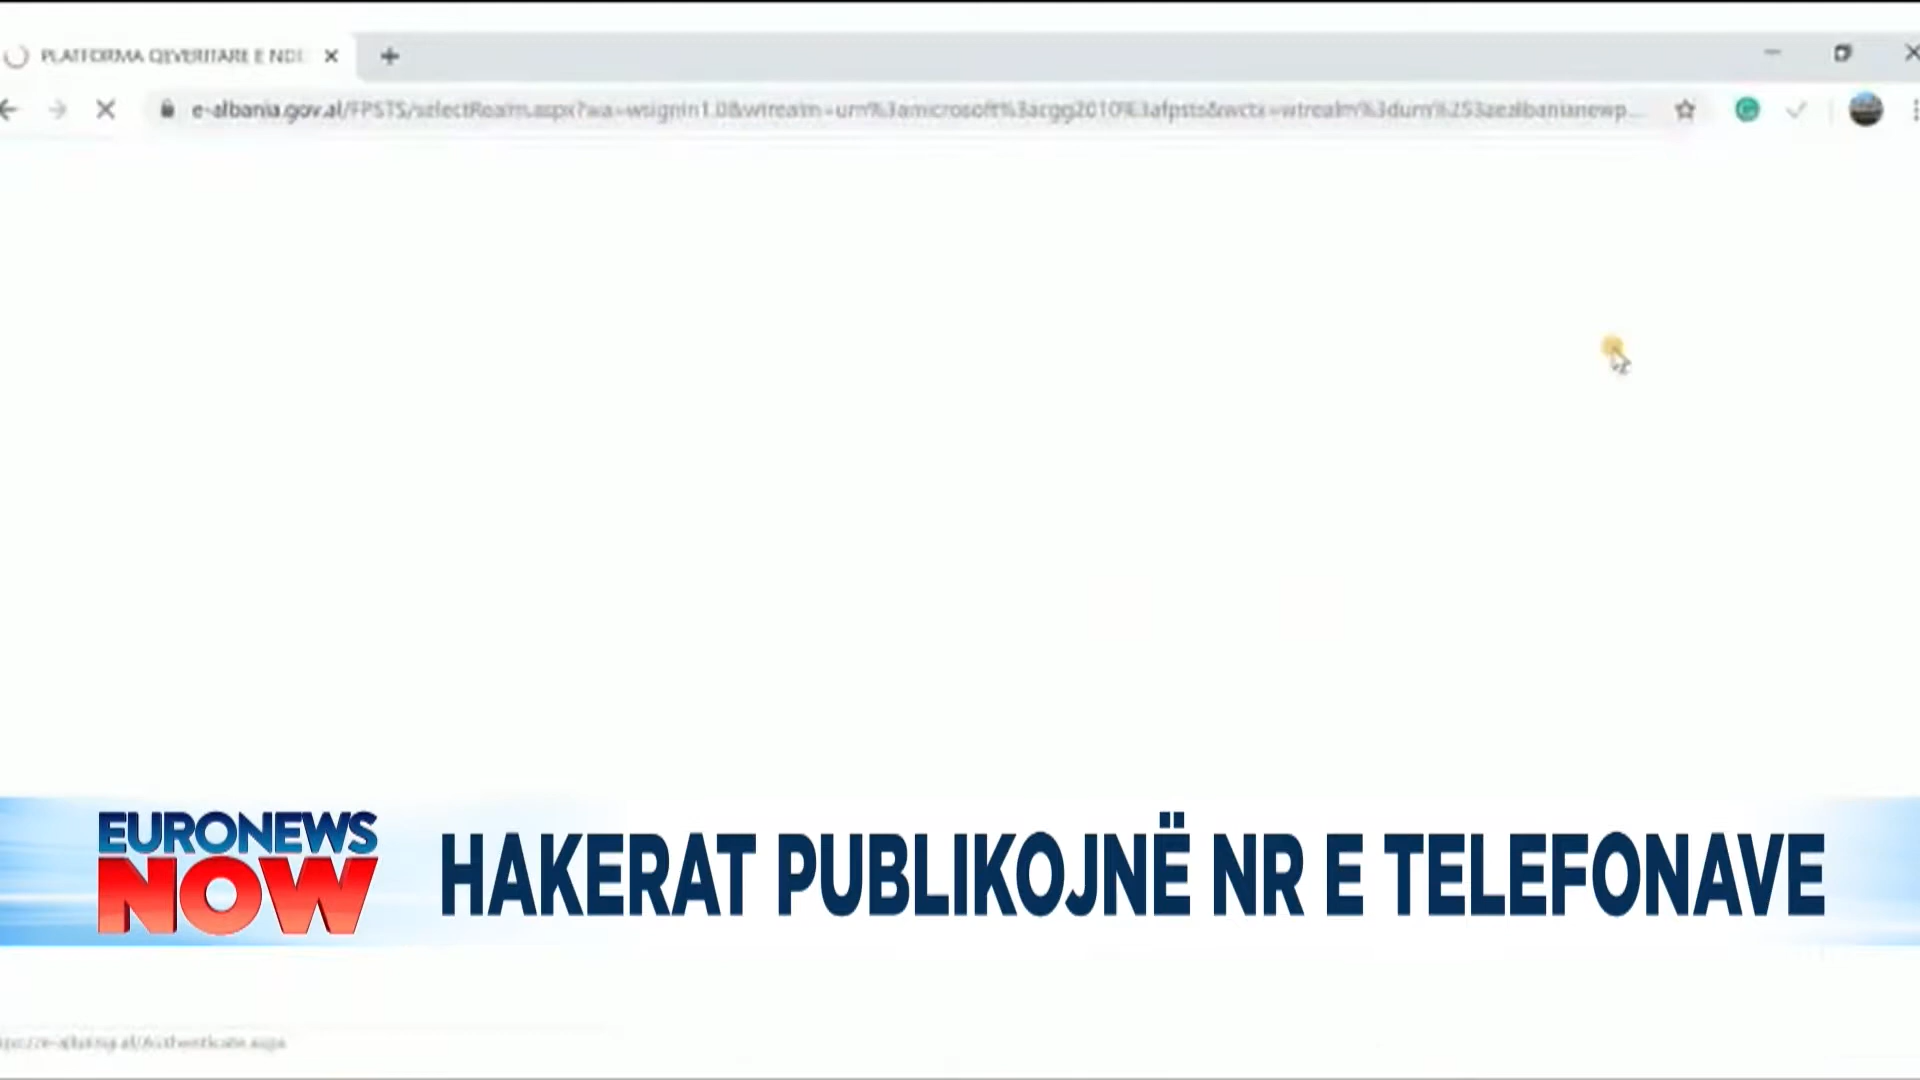 PLATFORMA QEVERITARE E NDË
e-albania.gov.al/FPSTS/selectRealm.aspx?wa=wsignin1.0&wtrealm=urn%3amicrosoft%3acgg2010%3afpsts&wctx=wtrealm%3durn%253aealbanianewp...
EURONEWS
NOW
HAKERAT PUBLIKOJNË NR E TELEFONAVE